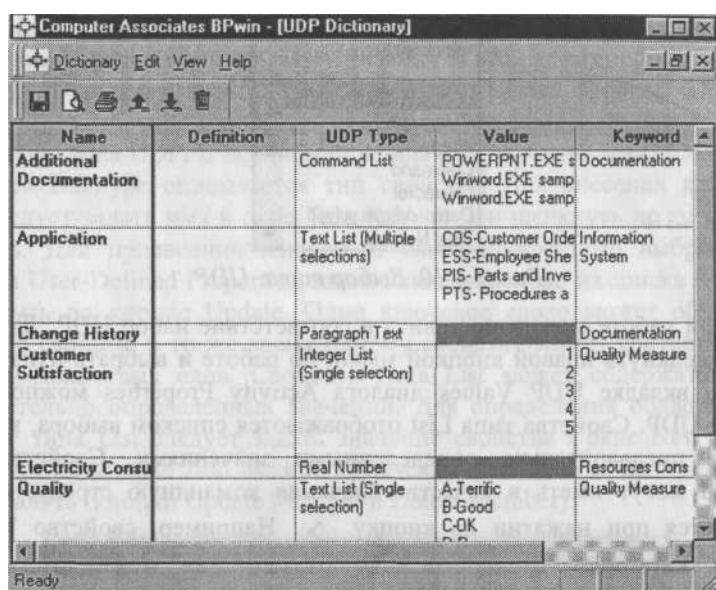 Computer Associates BPwin - [UDP Dictionary]
Dictionary Edit View Help
Name Definition UDP Type Value Keyword
Additional
Documentation
Command List
POWERPNT.EXE s
Winword.EXE samp
Winword.EXE samp
Documentation
Application
Text List (Multiple
selections)
COS-Customer Orde
ESS-Employee She
PIS- Parts and Inve
PTS- Procedures a
Information
System
Change History
Paragraph Text
Documentation
Customer
Sutisfaction
Integer List
(Single selection)
1
2
3
4
5
Quality Measure
Electricity Consu
Real Number
Resources Cons
Quality
Text List (Single
selection)
A-Terrific
B-Good
C-OK
Quality Measure
Ready